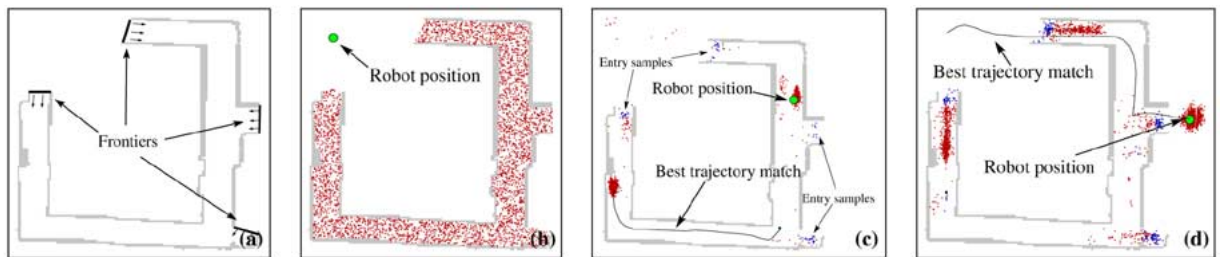 Frontiers
(a)
Robot position
(b)
Entry samples
Robot position
Best trajectory match
Entry samples
(c)
Best trajectory match
Robot position
(d)